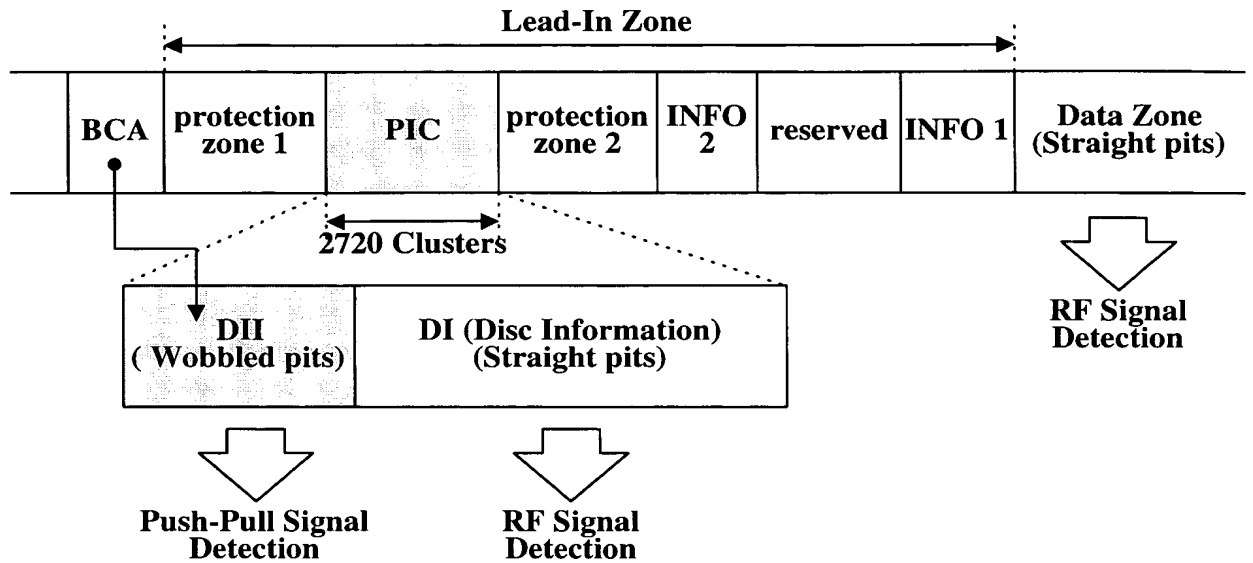 Lead-In Zone
BCA
protection
zone 1
PIC
protection
zone 2
INFO
2
reserved
INFO 1
Data Zone
(Straight pits)
2720 Clusters
DII
( Wobbled pits)
DI (Disc Information)
(Straight pits)
RF Signal
Detection
Push-Pull Signal
Detection
RF Signal
Detection